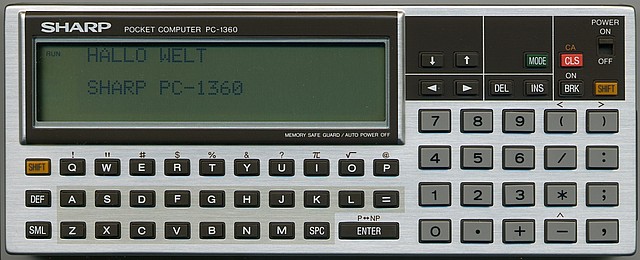 SHARP POCKET COMPUTER PC-1360
RUN HALLO WELT
SHARP PC-1360
MEMORY SAFE GUARD / AUTO POWER OFF
POWER
ON
OFF
↓ ↑ MODE CA CLS
◄ ► DEL INS ON BRK SHIFT
< >
7 8 9 ( )
4 5 6 / :
1 2 3 * ;
^
0 . + – ,
! " # $ % & ? π √ @
SHIFT Q W E R T Y U I O P
DEF A S D F G H J K L =
P↔NP
SML Z X C V B N M SPC ENTER